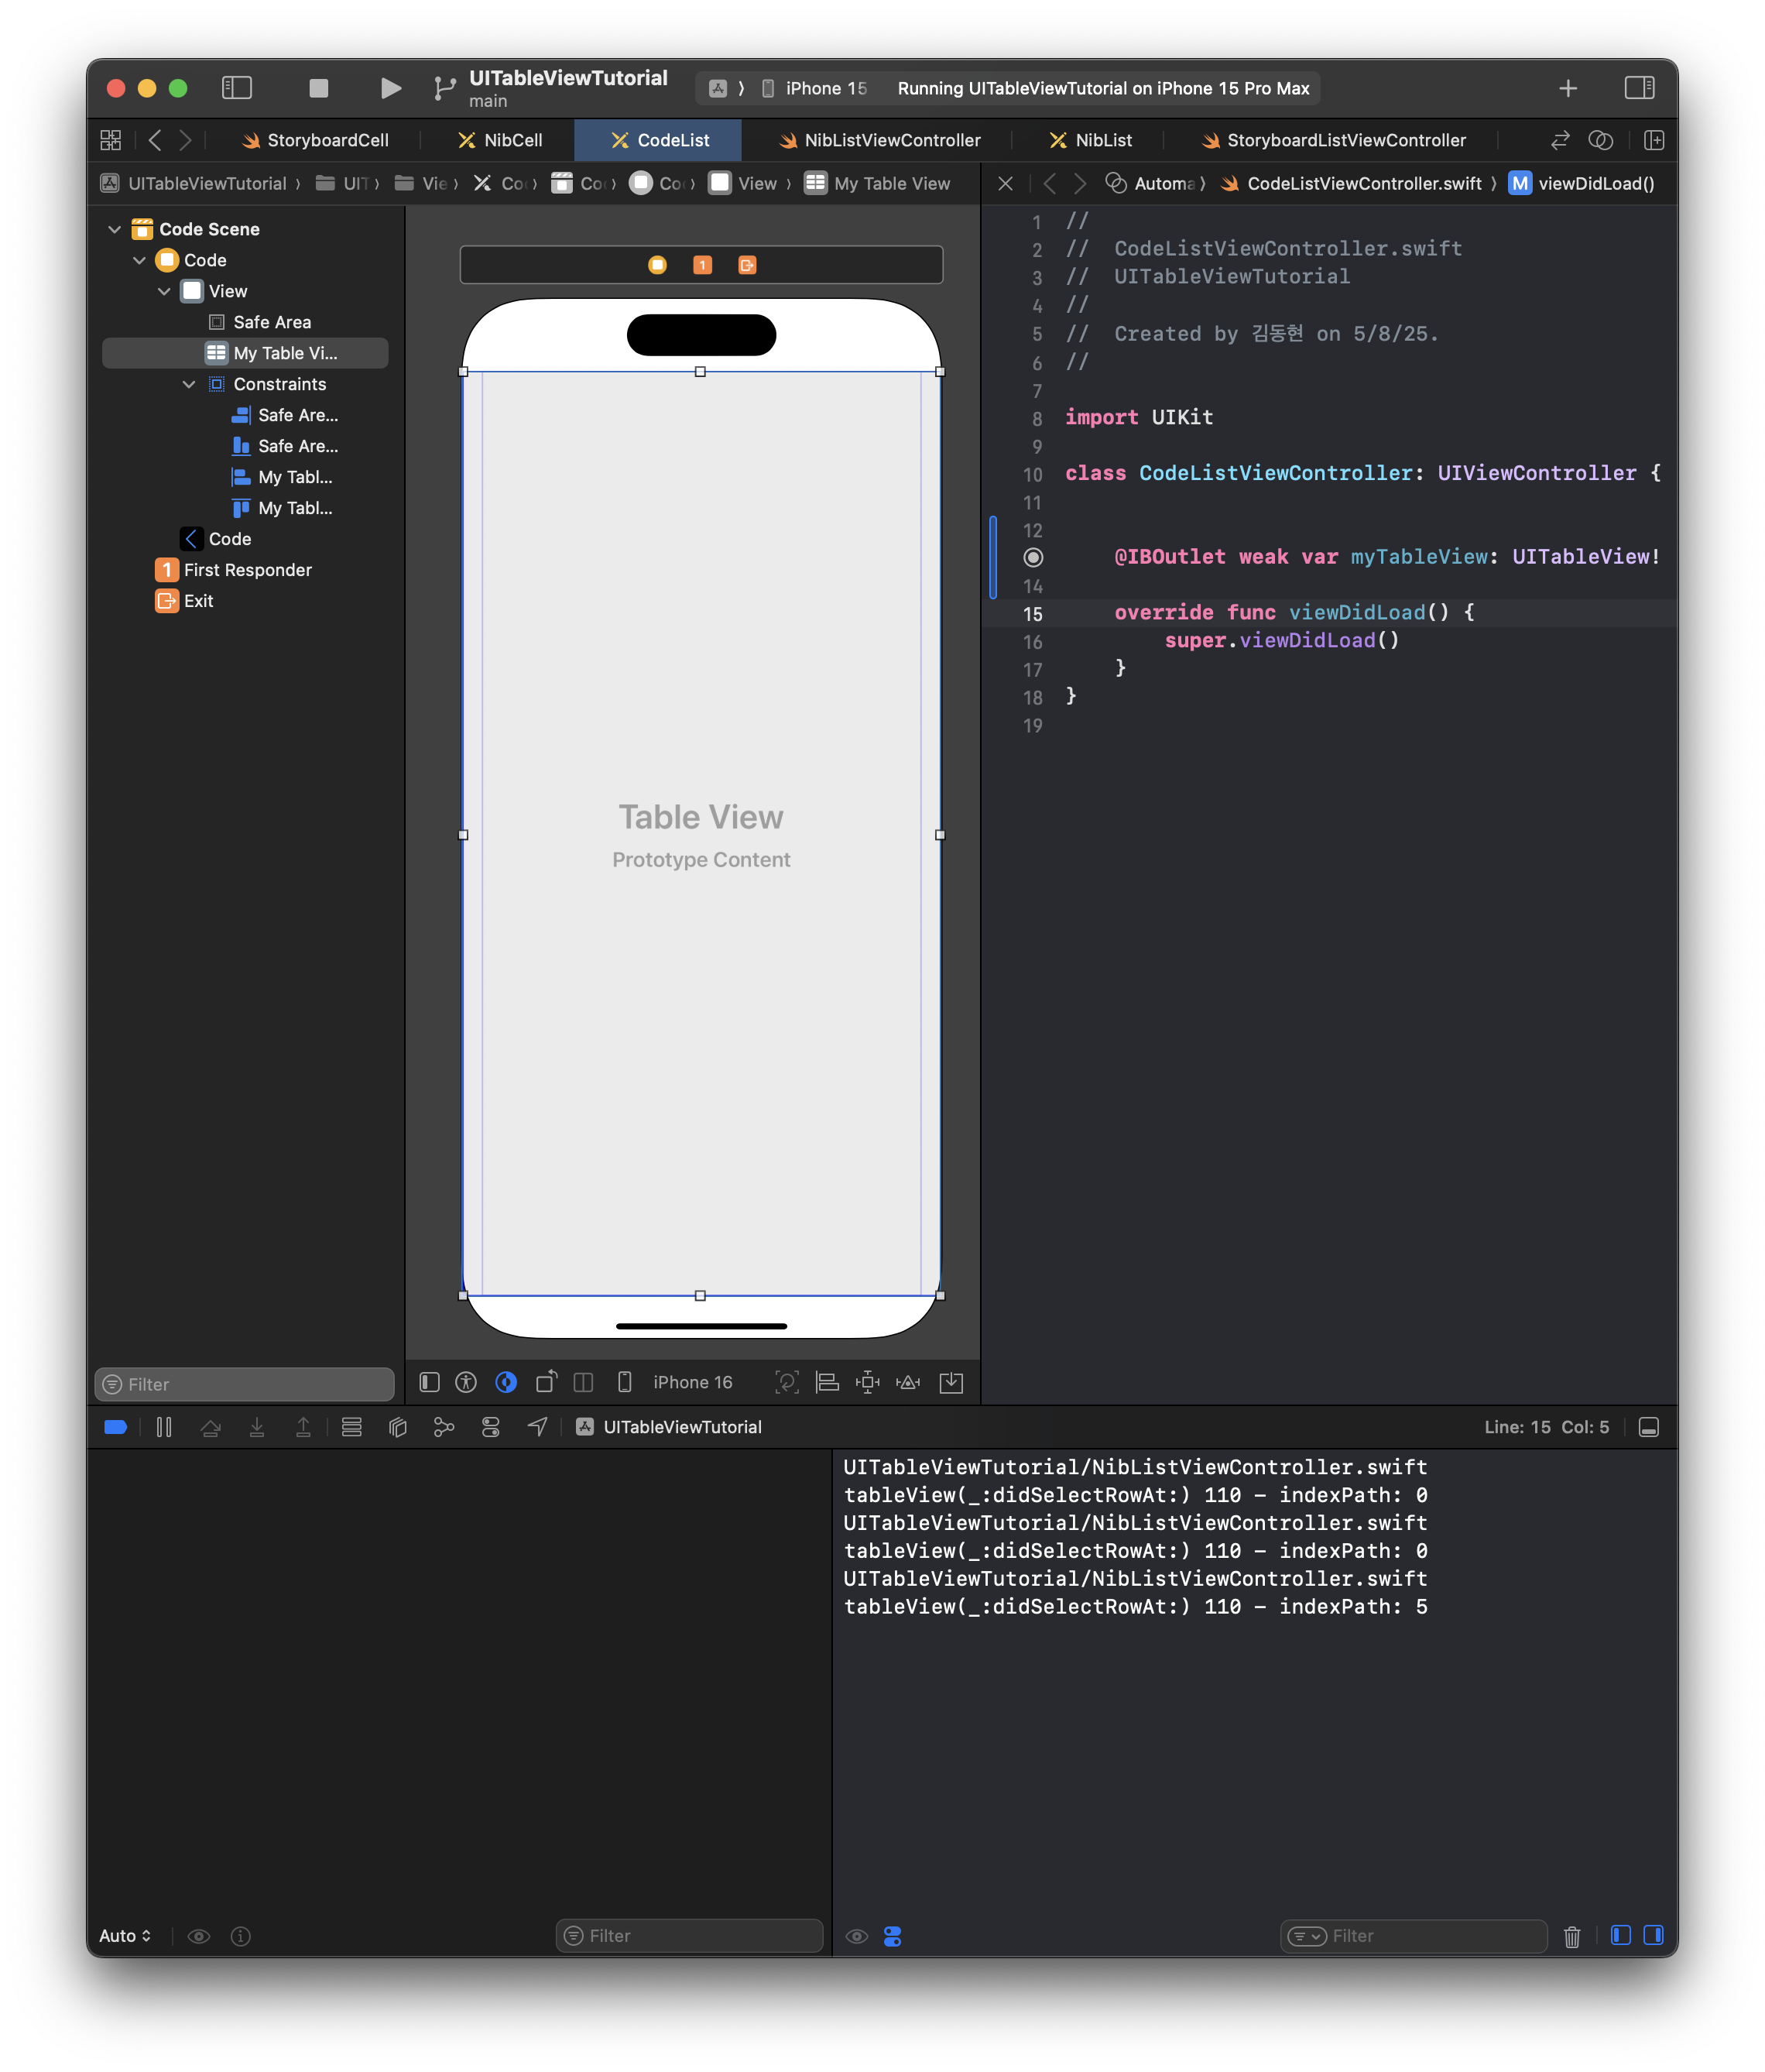 UITableViewTutorial
main
iPhone 15
Running UITableViewTutorial on iPhone 15 Pro Max
StoryboardCell
NibCell
CodeList
NibListViewController
NibList
StoryboardListViewController
UITableViewTutorial
UIT
Vie
Co
Co
Co
View
My Table View
Automa
CodeListViewController.swift
M
viewDidLoad()
Code Scene
Code
View
Safe Area
My Table Vi...
Constraints
Safe Are...
Safe Are...
My Tabl...
My Tabl...
Code
1 First Responder
Exit
Filter
1
Table View
Prototype Content
iPhone 16
1 //
2 // CodeListViewController.swift
3 // UITableViewTutorial
4 //
5 // Created by 김동현 on 5/8/25.
6 //
7
8 import UIKit
9
10 class CodeListViewController: UIViewController {
11
12
@IBOutlet weak var myTableView: UITableView!
14
15 override func viewDidLoad() {
16 super.viewDidLoad()
17 }
18 }
19
UITableViewTutorial
Line: 15 Col: 5
UITableViewTutorial/NibListViewController.swift
tableView(_:didSelectRowAt:) 110 - indexPath: 0
UITableViewTutorial/NibListViewController.swift
tableView(_:didSelectRowAt:) 110 - indexPath: 0
UITableViewTutorial/NibListViewController.swift
tableView(_:didSelectRowAt:) 110 - indexPath: 5
Auto
Filter
Filter